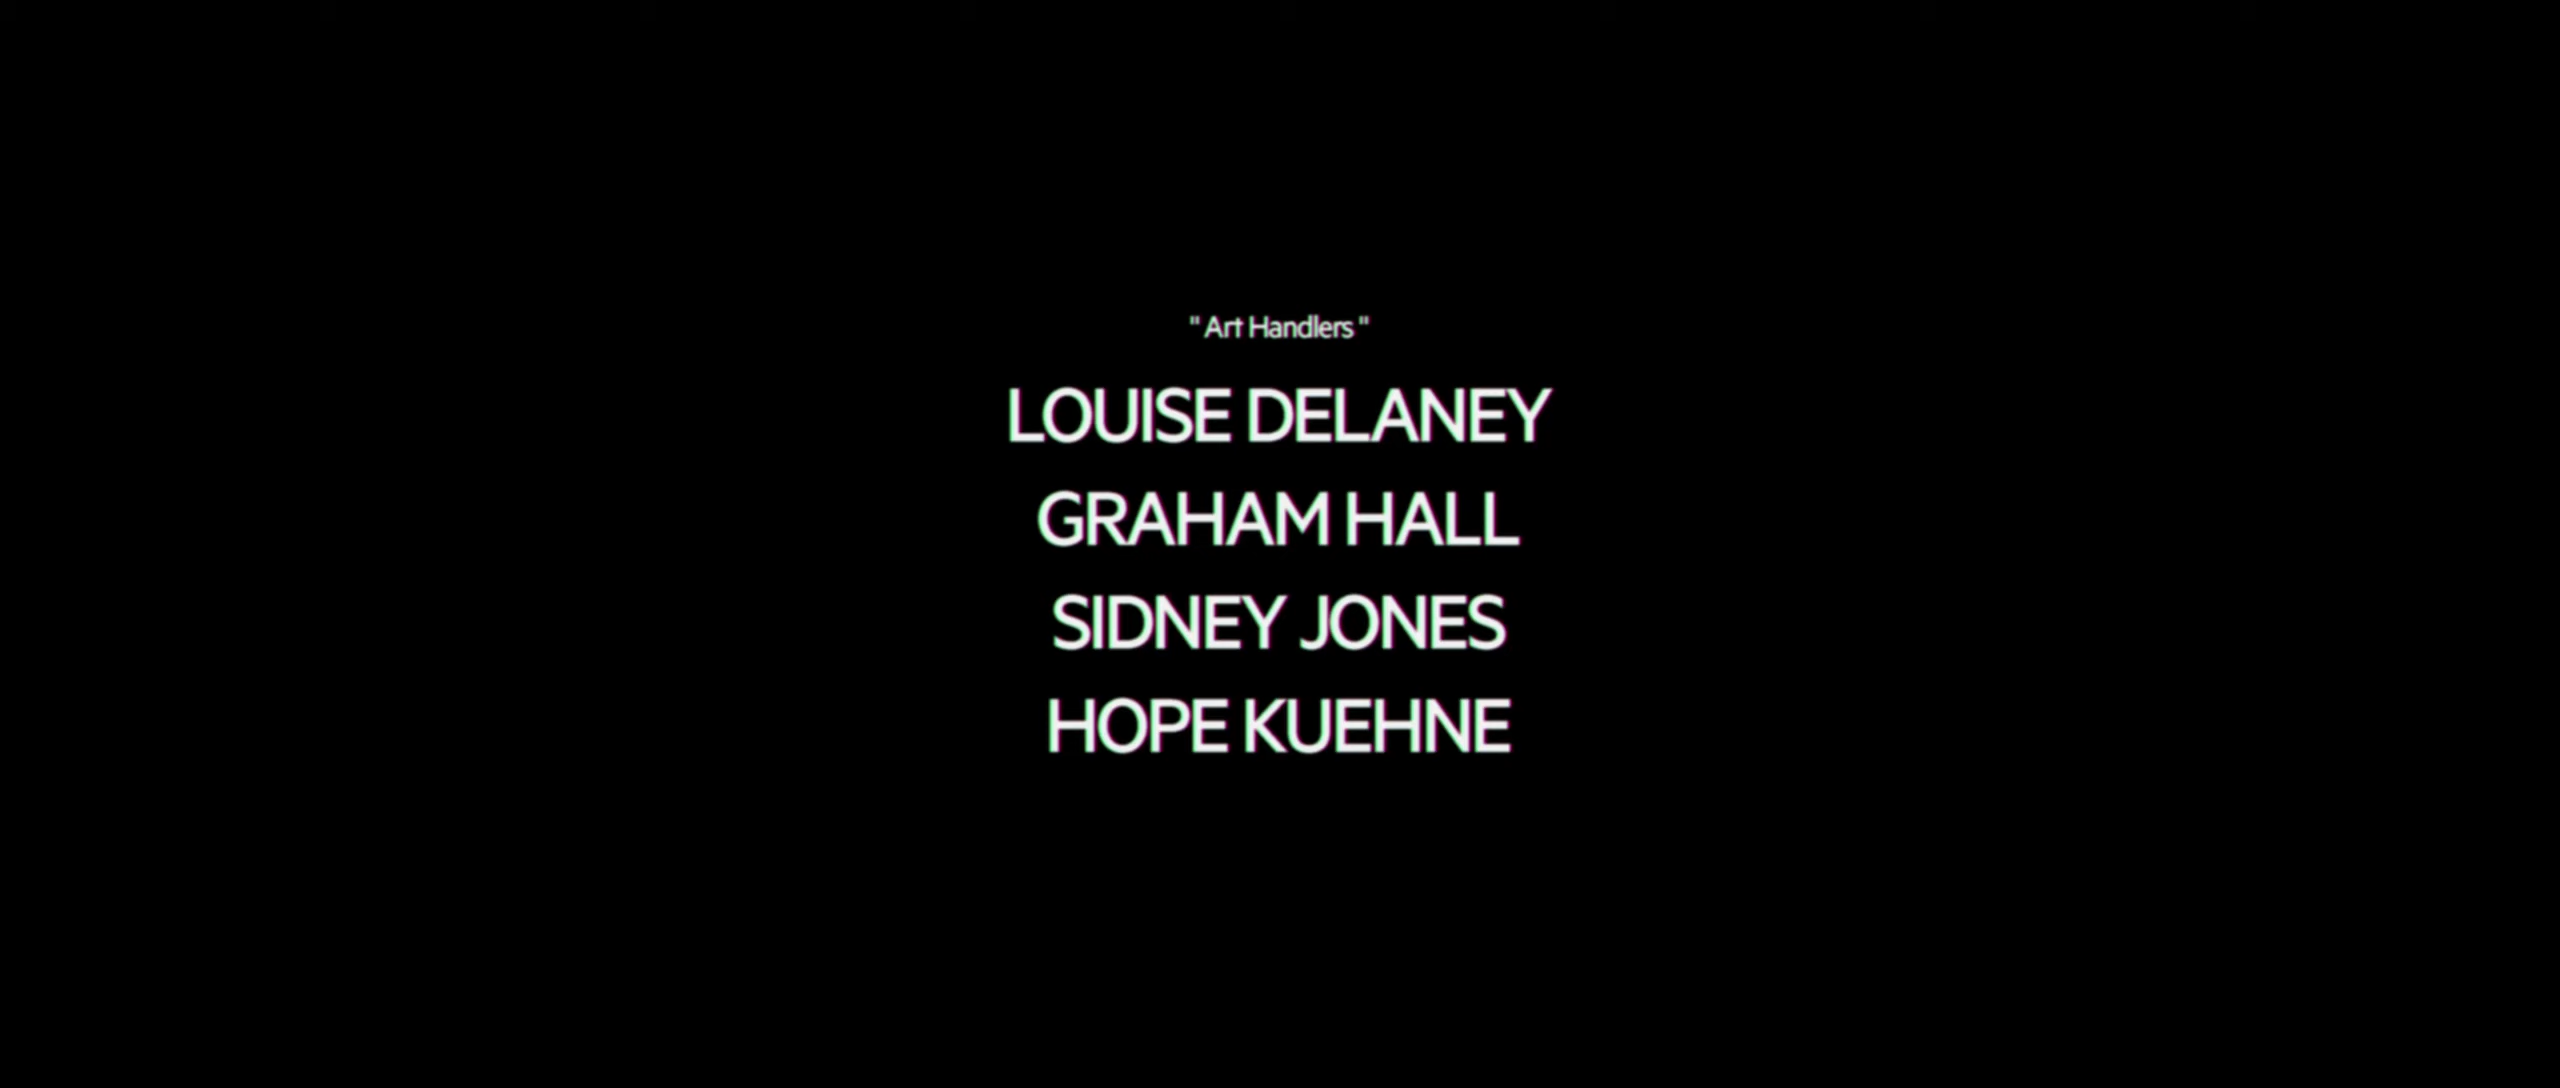 " Art Handlers "
LOUISE DELANEY
GRAHAM HALL
SIDNEY JONES
HOPE KUEHNE